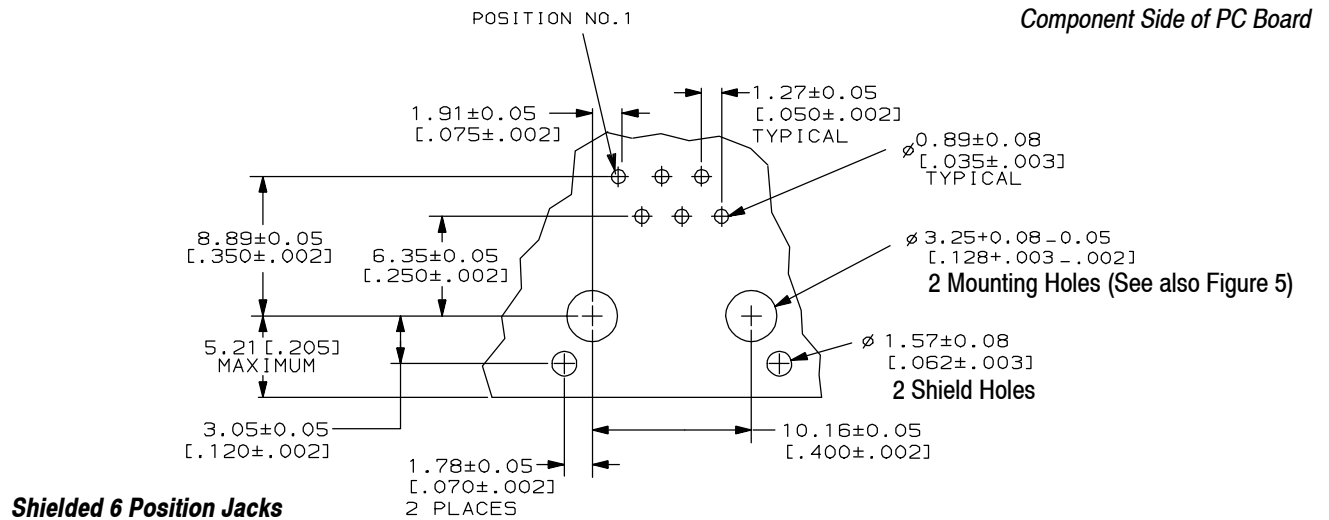 POSITION NO.1
Component Side of PC Board
1.91±0.05
[.075±.002]
1.27±0.05
[.050±.002]
TYPICAL
⌀0.89±0.08
[.035±.003]
TYPICAL
8.89±0.05
[.350±.002]
6.35±0.05
[.250±.002]
⌀ 3.25+0.08-0.05
[.128+.003-.002]
2 Mounting Holes (See also Figure 5)
5.21[.205]
MAXIMUM
⌀ 1.57±0.08
[.062±.003]
2 Shield Holes
3.05±0.05
[.120±.002]
10.16±0.05
[.400±.002]
1.78±0.05
[.070±.002]
2 PLACES
Shielded 6 Position Jacks